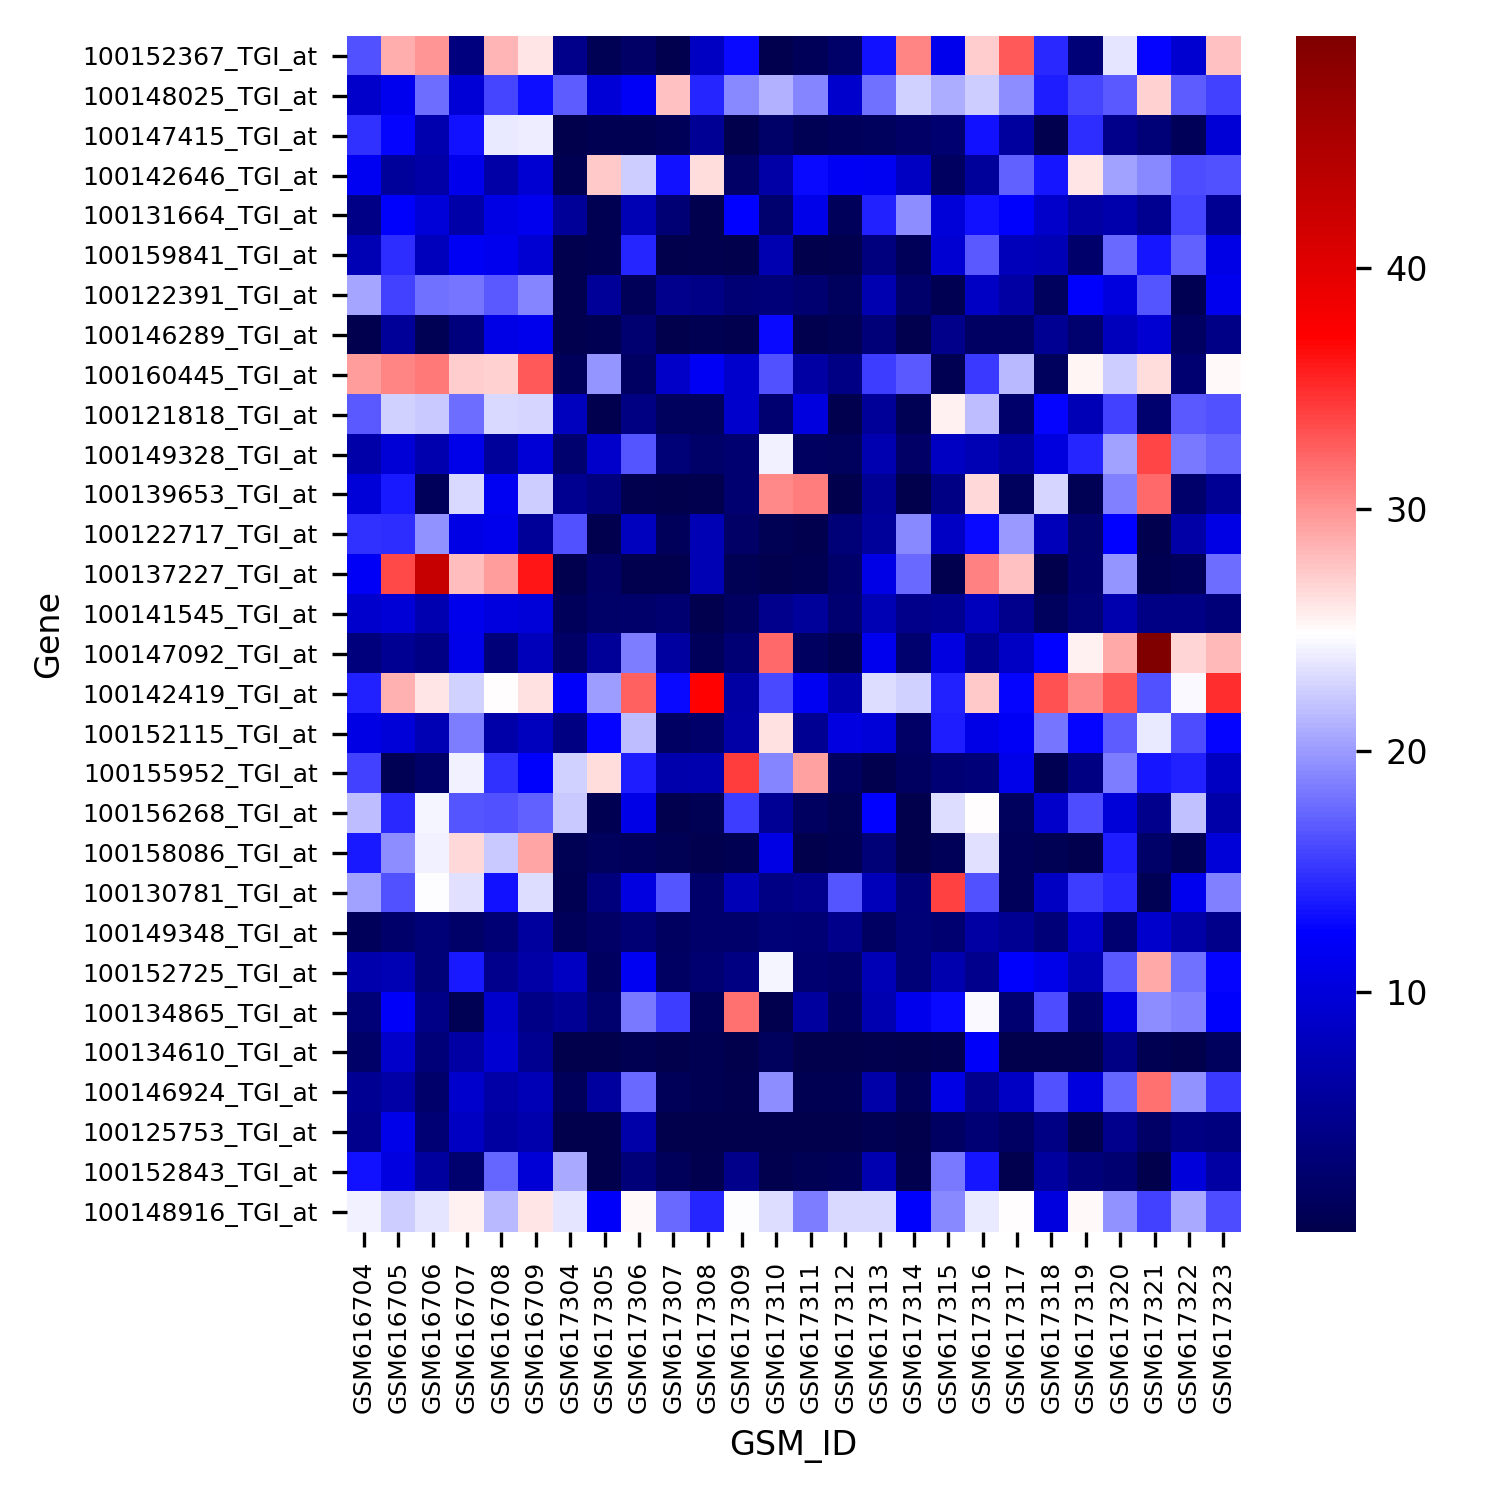 100152367_TGI_at
100148025_TGI_at
100147415_TGI_at
100142646_TGI_at
100131664_TGI_at
100159841_TGI_at
100122391_TGI_at
100146289_TGI_at
100160445_TGI_at
100121818_TGI_at
100149328_TGI_at
100139653_TGI_at
100122717_TGI_at
100137227_TGI_at
100141545_TGI_at
100147092_TGI_at
100142419_TGI_at
100152115_TGI_at
100155952_TGI_at
100156268_TGI_at
100158086_TGI_at
100130781_TGI_at
100149348_TGI_at
100152725_TGI_at
100134865_TGI_at
100134610_TGI_at
100146924_TGI_at
100125753_TGI_at
100152843_TGI_at
100148916_TGI_at
Gene
GSM616704
GSM616705
GSM616706
GSM616707
GSM616708
GSM616709
GSM617304
GSM617305
GSM617306
GSM617307
GSM617308
GSM617309
GSM617310
GSM617311
GSM617312
GSM617313
GSM617314
GSM617315
GSM617316
GSM617317
GSM617318
GSM617319
GSM617320
GSM617321
GSM617322
GSM617323
GSM_ID
40
30
20
10